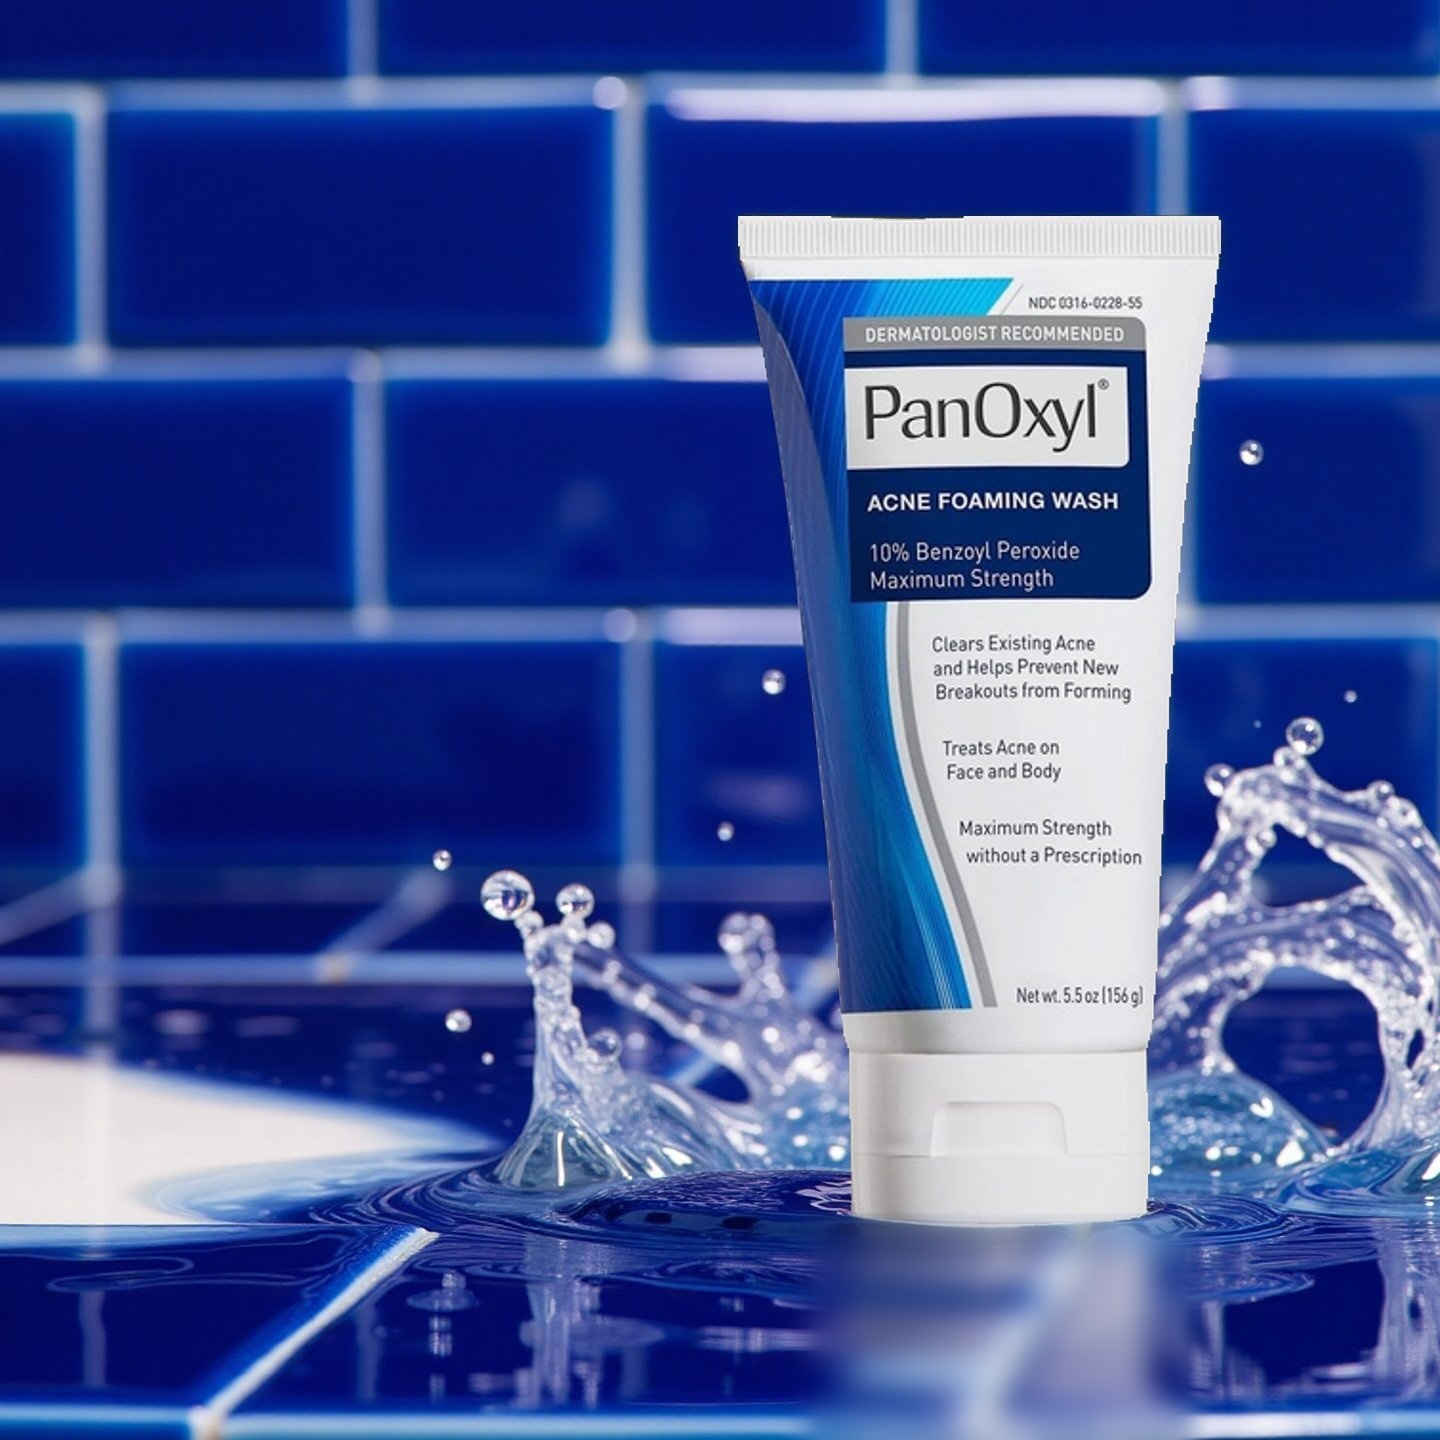 NDC 0316-0228-55
DERMATOLOGIST RECOMMENDED
PanOxyl®
ACNE FOAMING WASH
10% Benzoyl Peroxide
Maximum Strength
Clears Existing Acne
and Helps Prevent New
Breakouts from Forming
Treats Acne on
Face and Body
Maximum Strength
without a Prescription
Net wt. 5.5 oz (156 g)